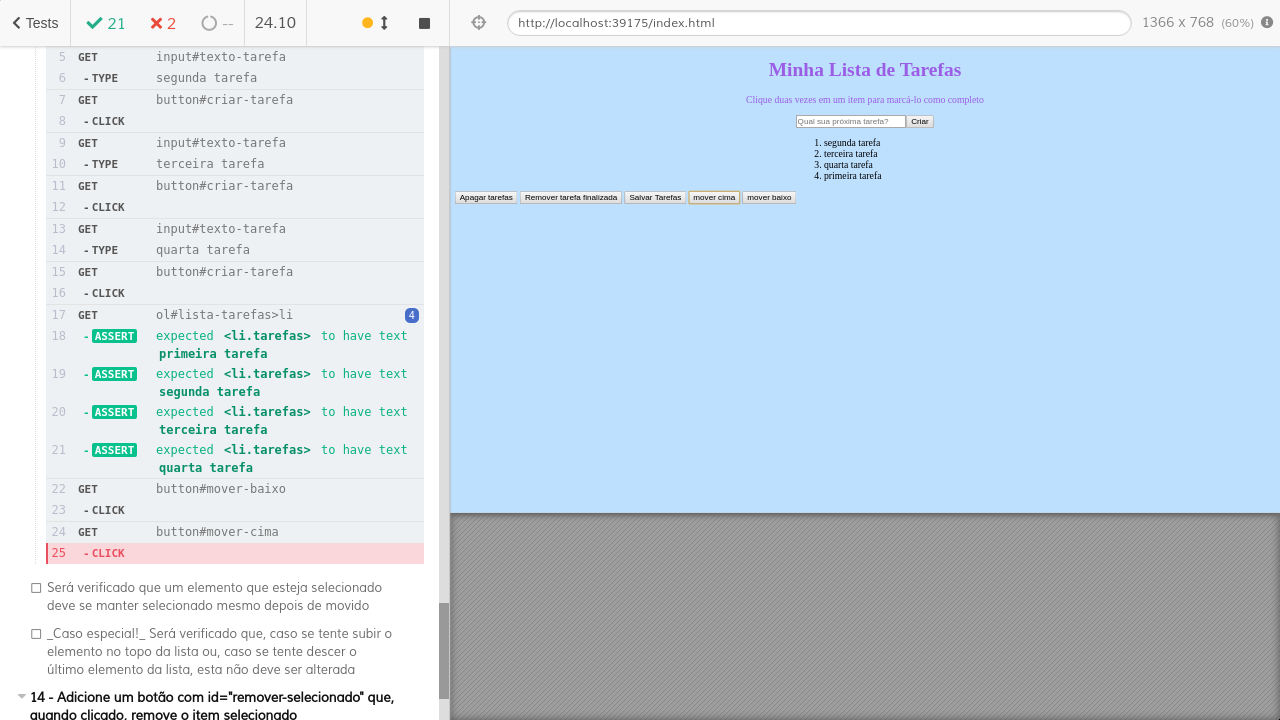 Tests
21
2
--
24.10
5 GET input#texto-tarefa
6 -TYPE segunda tarefa
7 GET button#criar-tarefa
8 -CLICK
9 GET input#texto-tarefa
10 -TYPE terceira tarefa
11 GET button#criar-tarefa
12 -CLICK
13 GET input#texto-tarefa
14 -TYPE quarta tarefa
15 GET button#criar-tarefa
16 -CLICK
17 GET ol#lista-tarefas>li 4
18 -ASSERT expected <li.tarefas> to have text
primeira tarefa
19 -ASSERT expected <li.tarefas> to have text
segunda tarefa
20 -ASSERT expected <li.tarefas> to have text
terceira tarefa
21 -ASSERT expected <li.tarefas> to have text
quarta tarefa
22 GET button#mover-baixo
23 -CLICK
24 GET button#mover-cima
25 -CLICK
Será verificado que um elemento que esteja selecionado
deve se manter selecionado mesmo depois de movido
_Caso especial!_ Será verificado que, caso se tente subir o
elemento no topo da lista ou, caso se tente descer o
último elemento da lista, esta não deve ser alterada
14 - Adicione um botão com id="remover-selecionado" que,
quando clicado, remove o item selecionado
http://localhost:39175/index.html
1366 x 768 (60%)
Minha Lista de Tarefas
Clique duas vezes em um item para marcá-lo como completo
Qual sua próxima tarefa? Criar
1. segunda tarefa
2. terceira tarefa
3. quarta tarefa
4. primeira tarefa
Apagar tarefas Remover tarefa finalizada Salvar Tarefas mover cima mover baixo